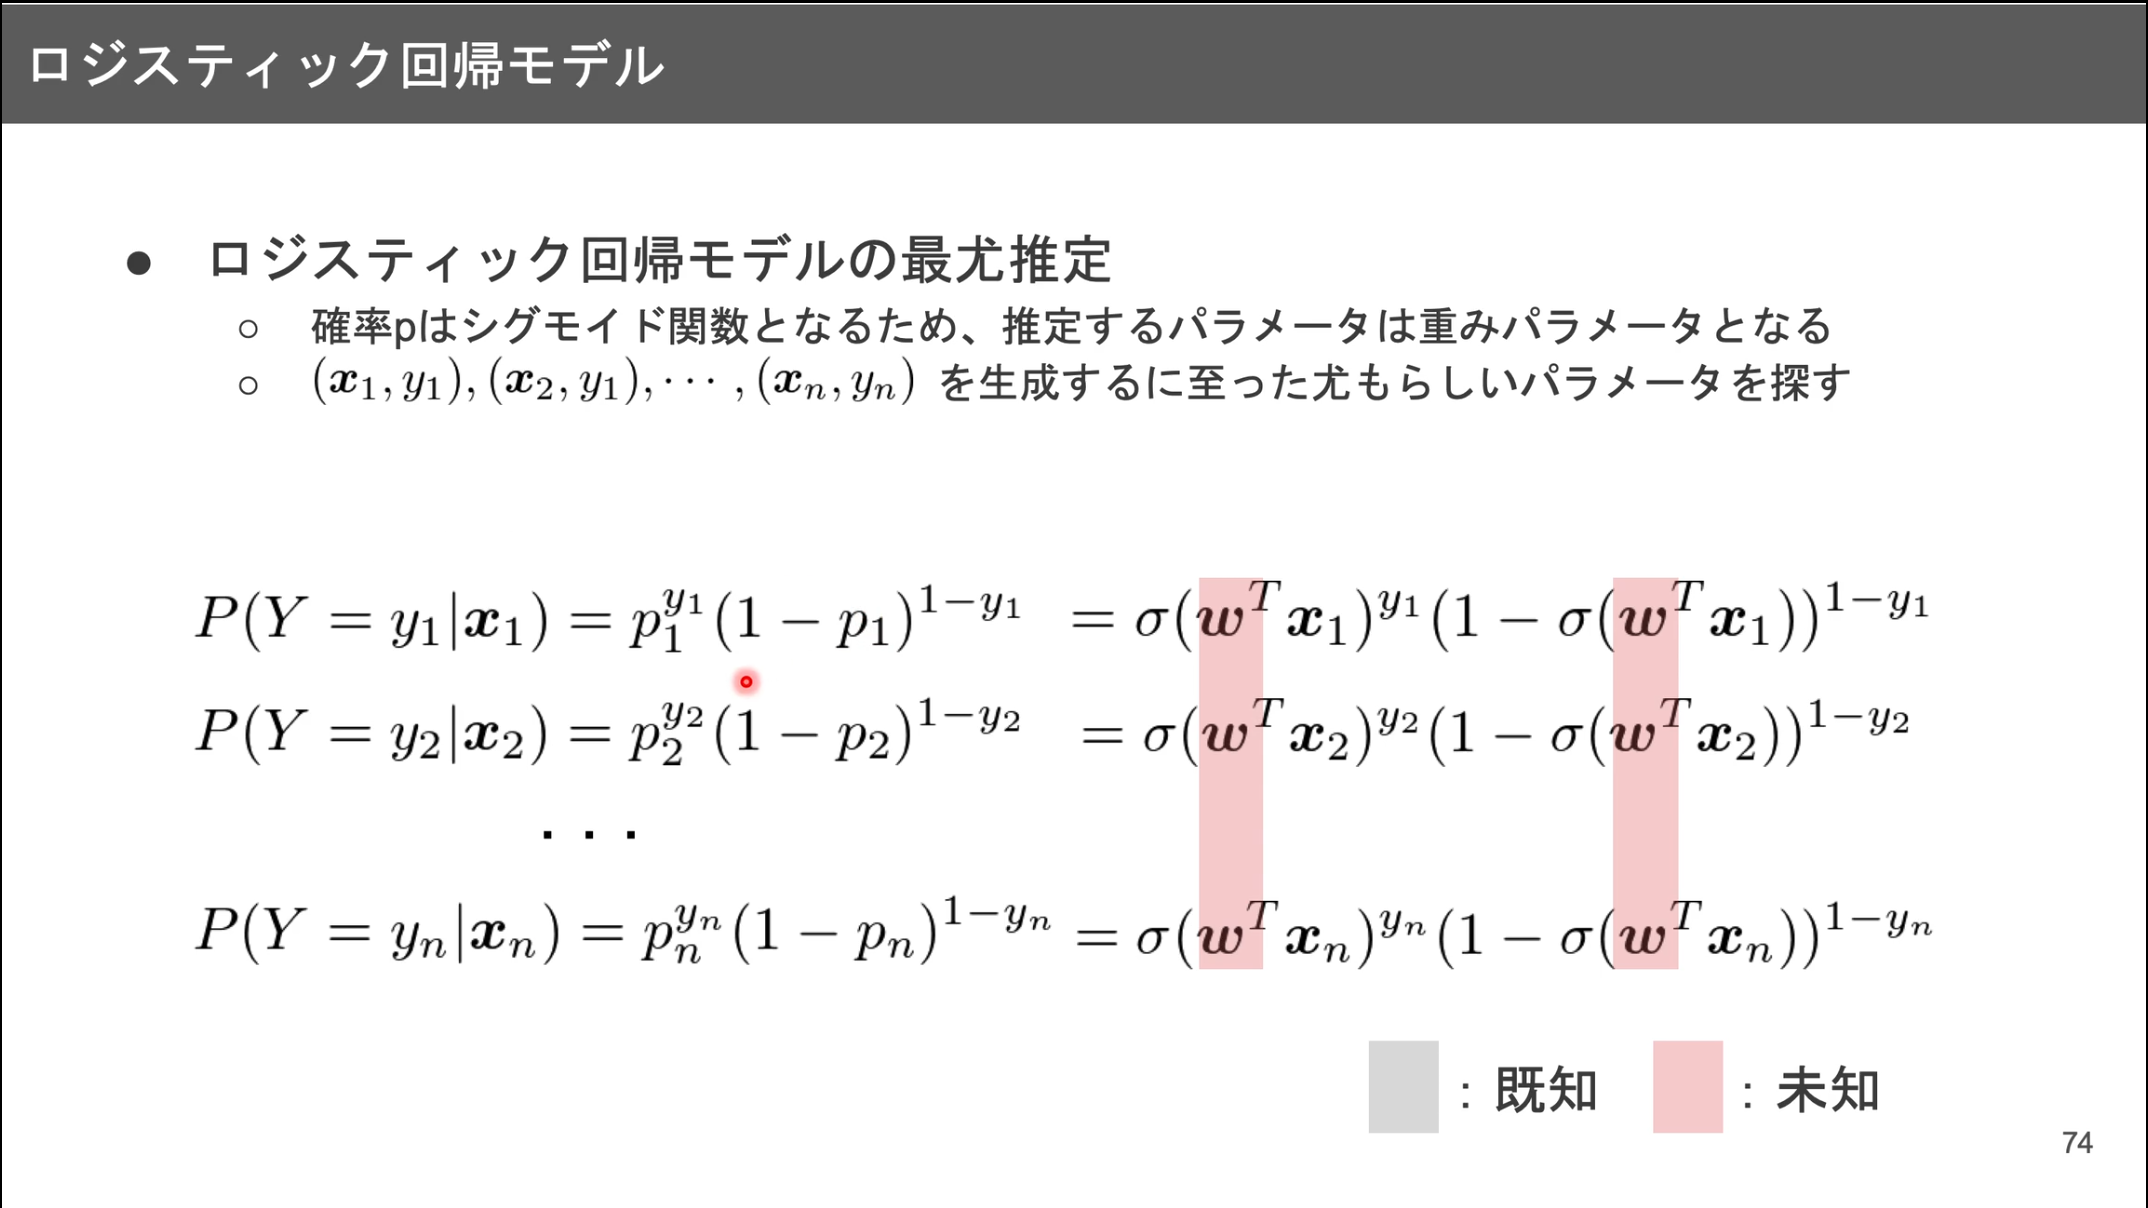 ロジスティック回帰モデル
● ロジスティック回帰モデルの最尤推定
○ 確率pはシグモイド関数となるため、推定するパラメータは重みパラメータとなる
○ $(\boldsymbol{x}_1, y_1), (\boldsymbol{x}_2, y_1), \cdots, (\boldsymbol{x}_n, y_n)$ を生成するに至った尤もらしいパラメータを探す
$P(Y = y_1|\boldsymbol{x}_1) = p_1^{y_1}(1 - p_1)^{1-y_1} = \sigma(\boldsymbol{w}^T\boldsymbol{x}_1)^{y_1}(1 - \sigma(\boldsymbol{w}^T\boldsymbol{x}_1))^{1-y_1}$
$P(Y = y_2|\boldsymbol{x}_2) = p_2^{y_2}(1 - p_2)^{1-y_2} = \sigma(\boldsymbol{w}^T\boldsymbol{x}_2)^{y_2}(1 - \sigma(\boldsymbol{w}^T\boldsymbol{x}_2))^{1-y_2}$
· · ·
$P(Y = y_n|\boldsymbol{x}_n) = p_n^{y_n}(1 - p_n)^{1-y_n} = \sigma(\boldsymbol{w}^T\boldsymbol{x}_n)^{y_n}(1 - \sigma(\boldsymbol{w}^T\boldsymbol{x}_n))^{1-y_n}$
：既知 ：未知
74